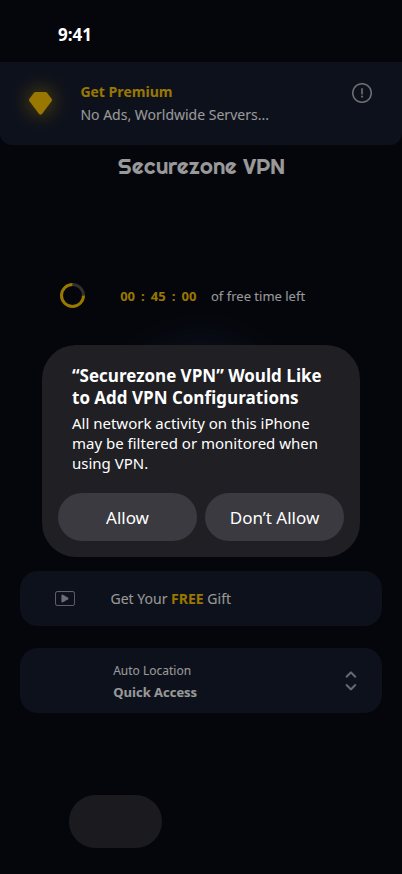 9:41
Get Premium
No Ads, Worldwide Servers...
Securezone VPN
00 : 45 : 00 of free time left
“Securezone VPN” Would Like
to Add VPN Configurations
All network activity on this iPhone
may be filtered or monitored when
using VPN.
Allow Don’t Allow
Get Your FREE Gift
Auto Location
Quick Access